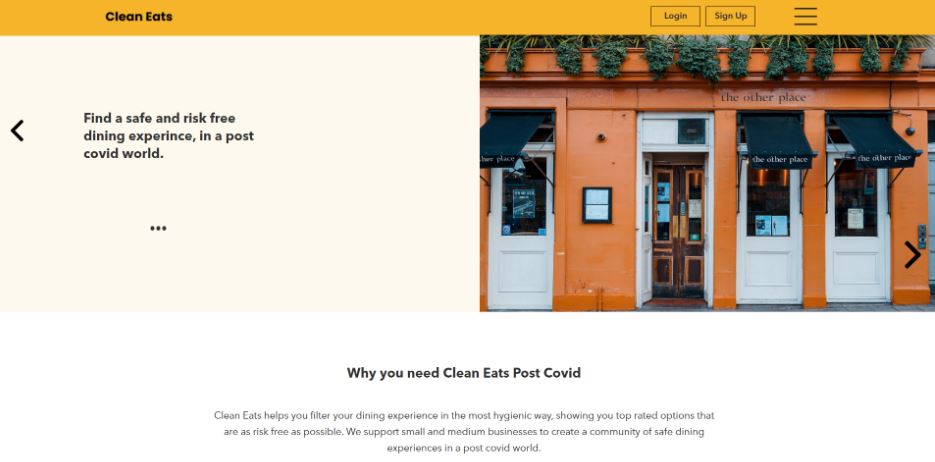 Clean Eats
Login
Sign Up
Find a safe and risk free
dining experince, in a post
covid world.
the other place
other place
the other place
the other place
Why you need Clean Eats Post Covid
Clean Eats helps you filter your dining experience in the most hygienic way, showing you top rated options that
are as risk free as possible. We support small and medium businesses to create a community of safe dining
experiences in a post covid world.